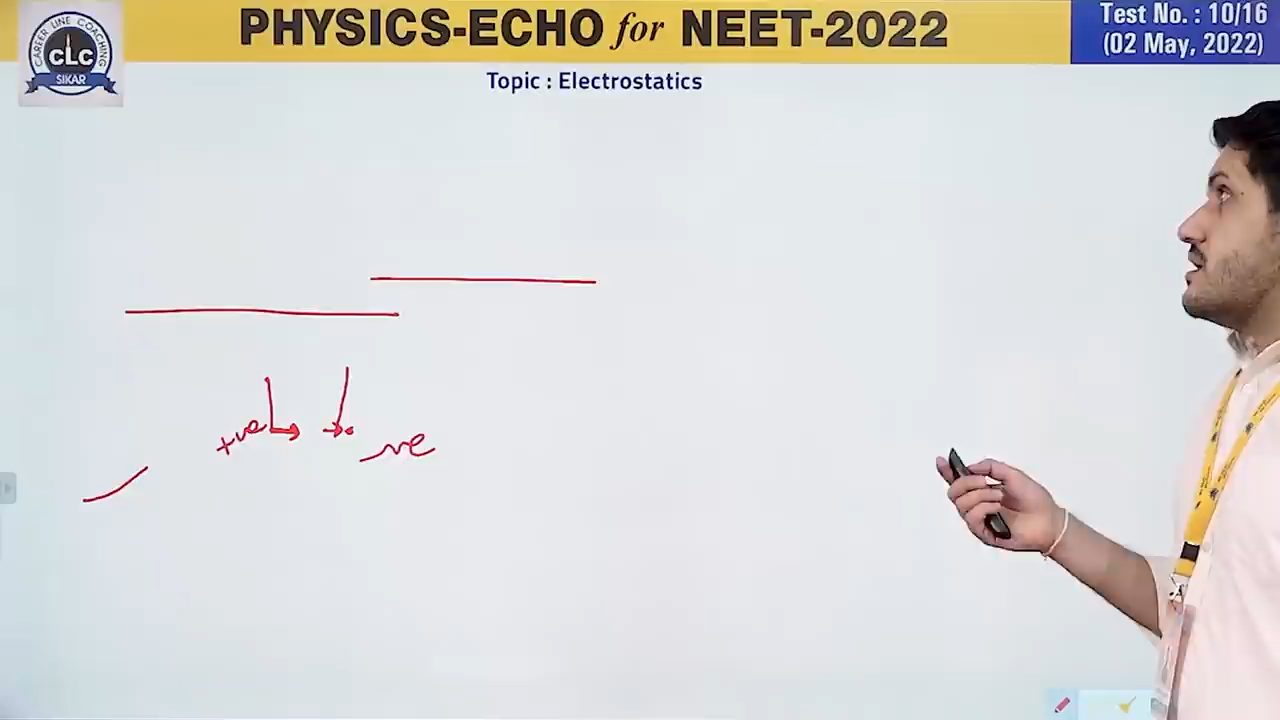 PHYSICS-ECHO for NEET-2022
Test No. : 10/16
(02 May, 2022)
CAREER LINE COACHING
CLC
SIKAR
Topic : Electrostatics
+ve
-ve